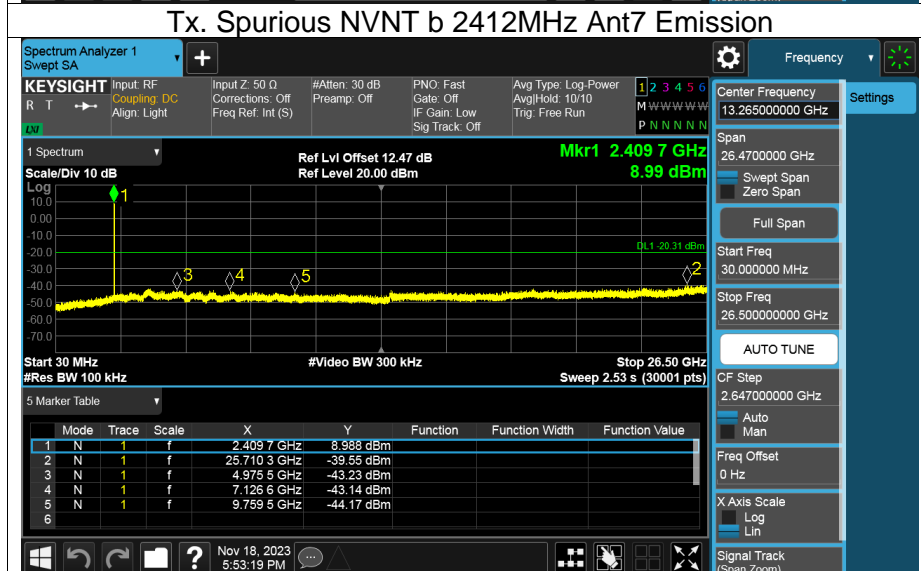 Tx. Spurious NVNT b 2412MHz Ant7 Emission
Spectrum Analyzer 1
Swept SA
+
Frequency
KEYSIGHT
R T
LXI
Input: RF
Coupling: DC
Align: Light
Input Z: 50 Ω
Corrections: Off
Freq Ref: Int (S)
#Atten: 30 dB
Preamp: Off
PNO: Fast
Gate: Off
IF Gain: Low
Sig Track: Off
Avg Type: Log-Power
Avg|Hold: 10/10
Trig: Free Run
1 2 3 4 5 6
M W W W W W
P N N N N N
Center Frequency
13.265000000 GHz
Settings
1 Spectrum
Ref Lvl Offset 12.47 dB
Mkr1 2.409 7 GHz
Scale/Div 10 dB
Ref Level 20.00 dBm
8.99 dBm
Span
26.4700000 GHz
Swept Span
Zero Span
Full Span
Start Freq
30.000000 MHz
Stop Freq
26.500000000 GHz
AUTO TUNE
CF Step
2.647000000 GHz
Auto
Man
Freq Offset
0 Hz
X Axis Scale
Log
Lin
Signal Track
(Span Zoom)
Log
10.0
0.00
-10.0
-20.0
-30.0
-40.0
-50.0
-60.0
-70.0
1
DL1 -20.31 dBm
3
4
5
2
Start 30 MHz
#Video BW 300 kHz
Stop 26.50 GHz
#Res BW 100 kHz
Sweep 2.53 s (30001 pts)
5 Marker Table
Mode Trace Scale X Y Function Function Width Function Value
1 N 1 f 2.409 7 GHz 8.988 dBm
2 N 1 f 25.710 3 GHz -39.55 dBm
3 N 1 f 4.975 5 GHz -43.23 dBm
4 N 1 f 7.126 6 GHz -43.14 dBm
5 N 1 f 9.759 5 GHz -44.17 dBm
6
?
Nov 18, 2023
5:53:19 PM